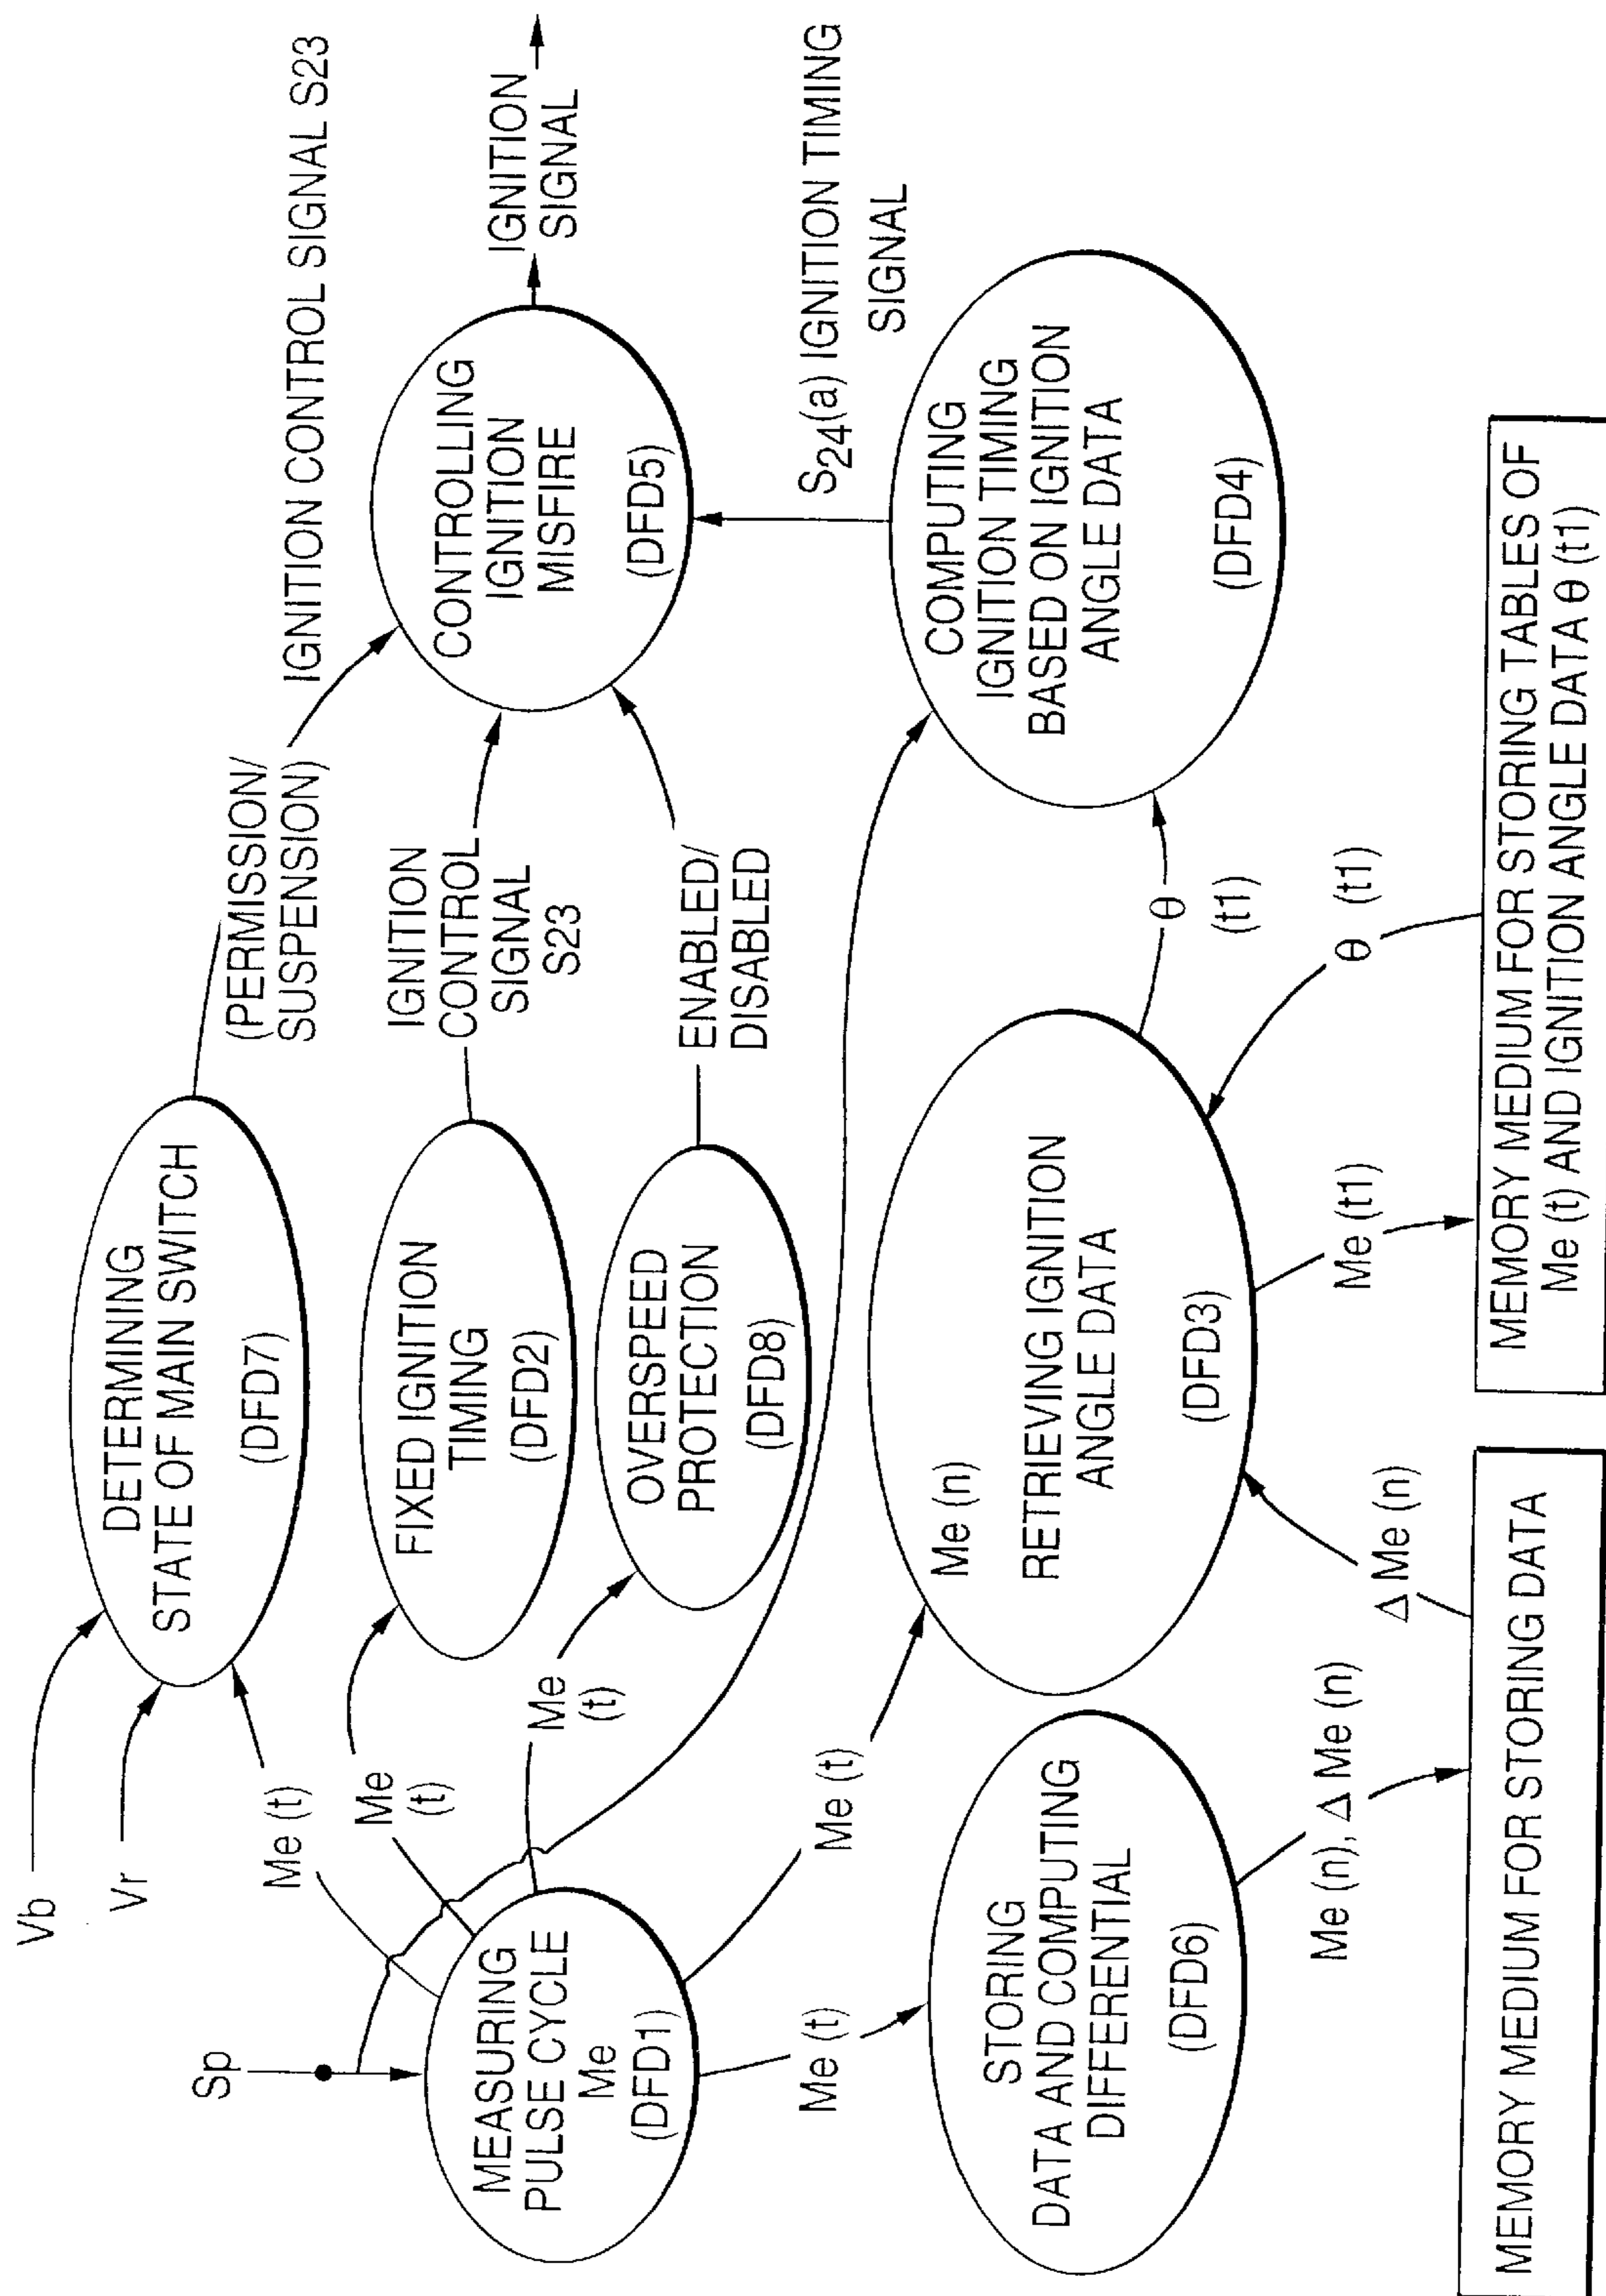 Vb
Vr
Sp
DETERMINING
STATE OF MAIN SWITCH
(DFD7)
(PERMISSION/
SUSPENSION)
IGNITION CONTROL SIGNAL S23
Me (t)
Me
(t)
FIXED IGNITION
TIMING
(DFD2)
IGNITION
CONTROL
SIGNAL
S23
CONTROLLING
IGNITION
MISFIRE
(DFD5)
IGNITION
SIGNAL
MEASURING
PULSE CYCLE
Me
(DFD1)
Me
(t)
OVERSPEED
PROTECTION
(DFD8)
ENABLED/
DISABLED
S24(a) IGNITION TIMING
SIGNAL
Me (t)
Me (t)
Me (n)
RETRIEVING IGNITION
ANGLE DATA
(DFD3)
θ
(t1)
COMPUTING
IGNITION TIMING
BASED ON IGNITION
ANGLE DATA
(DFD4)
STORING
DATA AND COMPUTING
DIFFERENTIAL
(DFD6)
Me (n), Δ Me (n)
Δ Me (n)
Me (t1)
θ (t1)
MEMORY MEDIUM FOR STORING DATA
MEMORY MEDIUM FOR STORING TABLES OF
Me (t) AND IGNITION ANGLE DATA θ (t1)